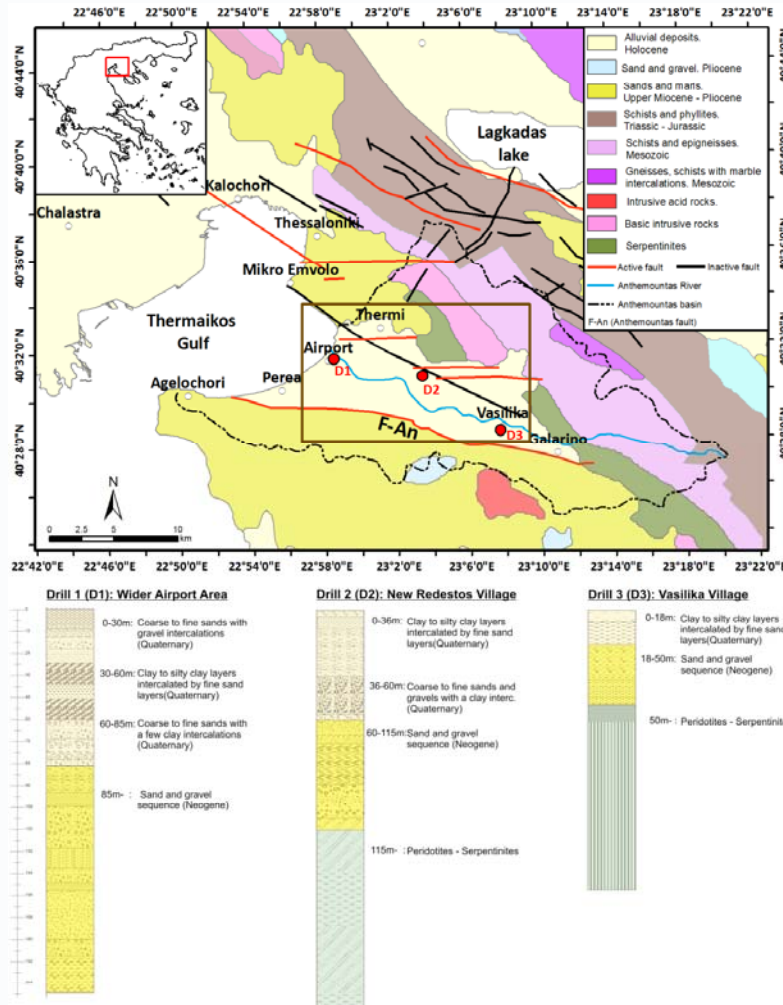 22°46'0"E 22°50'0"E 22°54'0"E 22°58'0"E 23°2'0"E 23°6'0"E 23°10'0"E 23°14'0"E 23°18'0"E 23°22'0"E
40°44'0"N
40°40'0"N
40°36'0"N
40°32'0"N
40°28'0"N
Alluvial deposits.
Holocene
Sand and gravel. Pliocene
Sands and marls.
Upper Miocene - Pliocene
Schists and phyllites.
Triassic - Jurassic
Schists and epigneisses.
Mesozoic
Gneisses, schists with marble
intercalations. Mesozoic
Intrusive acid rocks.
Basic intrusive rocks
Serpentinites
Active fault
Inactive fault
Anthemountas River
Anthemountas basin
F-An (Anthemountas fault)
Lagkadas
lake
Kalochori
Chalastra
Thessaloniki
Mikro Emvolo
Thermaikos
Gulf
Thermi
Airport
D1
D2
Agelochori
Perea
Vasilika
D3
F-An
Galarino
N
0 2.5 5 10
km
22°42'0"E 22°46'0"E 22°50'0"E 22°54'0"E 22°58'0"E 23°2'0"E 23°6'0"E 23°10'0"E 23°14'0"E 23°18'0"E 23°22'0"E
Drill 1 (D1): Wider Airport Area
0-30m: Coarse to fine sands with
gravel intercalations
(Quaternary)
30-60m: Clay to silty clay layers
intercalated by fine sand
layers(Quaternary)
60-85m: Coarse to fine sands with
a few clay intercalations
(Quaternary)
85m- : Sand and gravel
sequence (Neogene)
Drill 2 (D2): New Redestos Village
0-36m: Clay to silty clay layers
intercalated by fine sand
layers(Quaternary)
36-60m: Coarse to fine sands and
gravels with a clay interc.
(Quaternary)
60-115m: Sand and gravel
sequence (Neogene)
115m- : Peridotites - Serpentinites
Drill 3 (D3): Vasilika Village
0-18m: Clay to silty clay layers
intercalated by fine sand
layers(Quaternary)
18-50m: Sand and gravel
sequence (Neogene)
50m- : Peridotites - Serpentinit